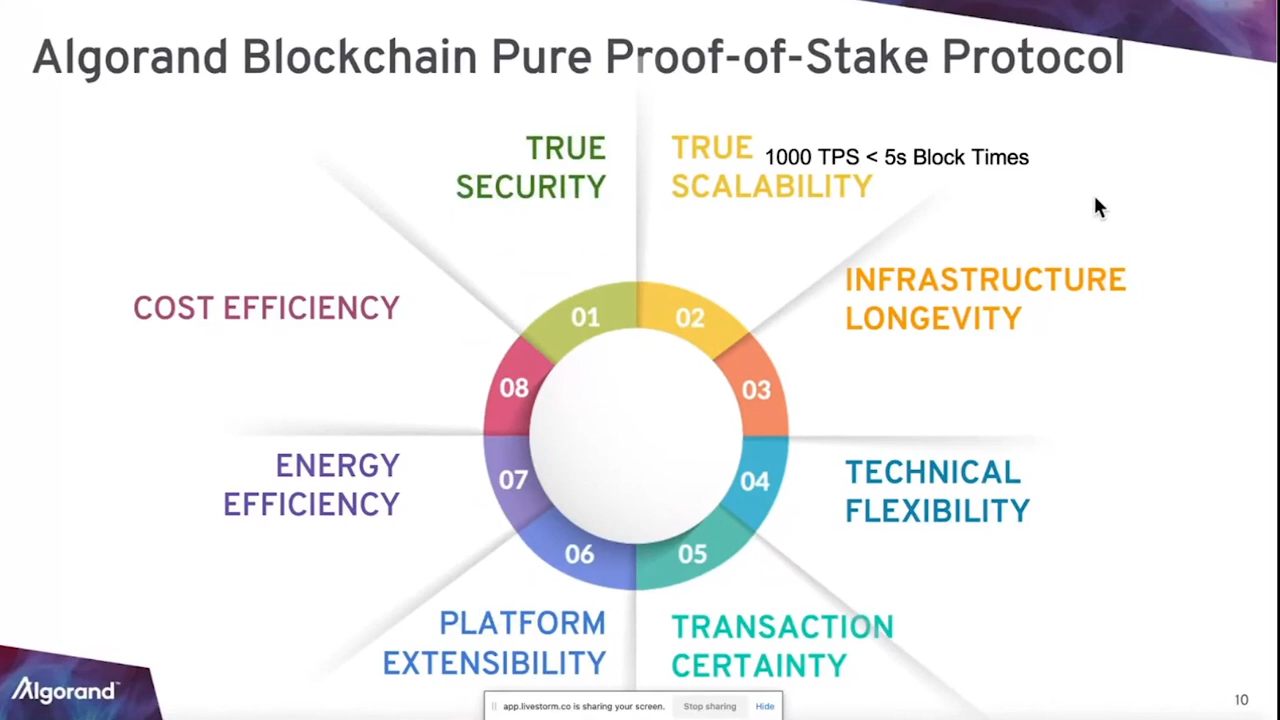 Algorand Blockchain Pure Proof-of-Stake Protocol
TRUE
SECURITY
TRUE
SCALABILITY
1000 TPS < 5s Block Times
INFRASTRUCTURE
LONGEVITY
COST EFFICIENCY
01
02
03
04
05
06
07
08
ENERGY
EFFICIENCY
TECHNICAL
FLEXIBILITY
PLATFORM
EXTENSIBILITY
TRANSACTION
CERTAINTY
Algorand™
app.livestorm.co is sharing your screen.
Stop sharing
Hide
10